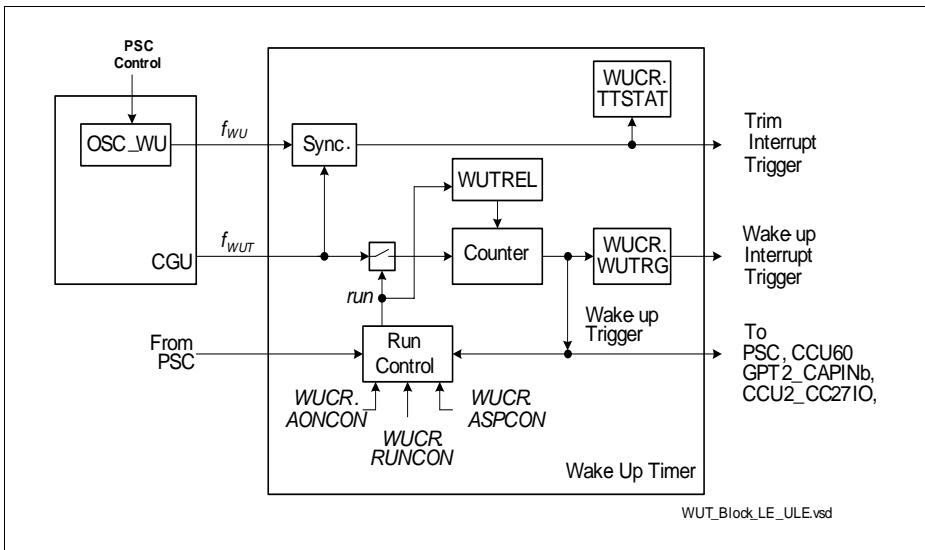 PSC
Control
OSC_WU
fWU
Sync.
WUCR.
TTSTAT
Trim
Interrupt
Trigger
WUTREL
fWUT
CGU
Counter
WUCR.
WUTRG
Wake-up
Interrupt
Trigger
run
Wake-up
Trigger
From
PSC
Run
Control
To
PSC, CCU60
GPT2_CAPINb,
CCU2_CC27IO,
WUCR.
AONCON
WUCR.
RUNCON
WUCR.
ASPCON
Wake Up Timer
WUT_Block_LE_ULE.vsd